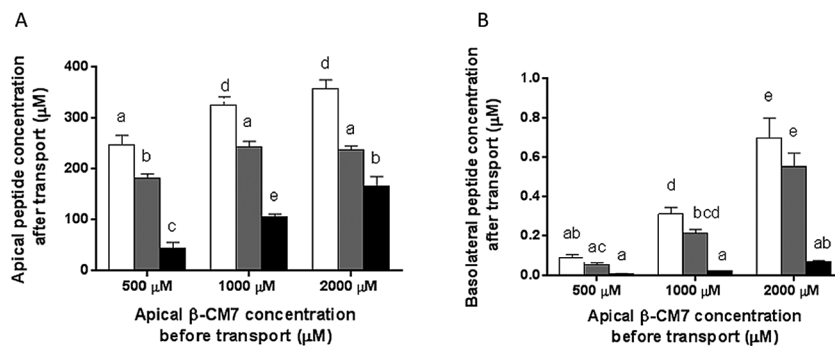 A
Apical peptide concentration
after transport (μM)
400
300
200
100
0
a
b
c
d
a
e
d
a
b
500 μM
1000 μM
2000 μM
Apical β-CM7 concentration
before transport (μM)
B
Basolateral peptide concentration
after transport (μM)
1.0
0.8
0.6
0.4
0.2
0.0
ab
ac
a
d
bcd
a
e
e
ab
500 μM
1000 μM
2000 μM
Apical β-CM7 concentration
before transport (μM)